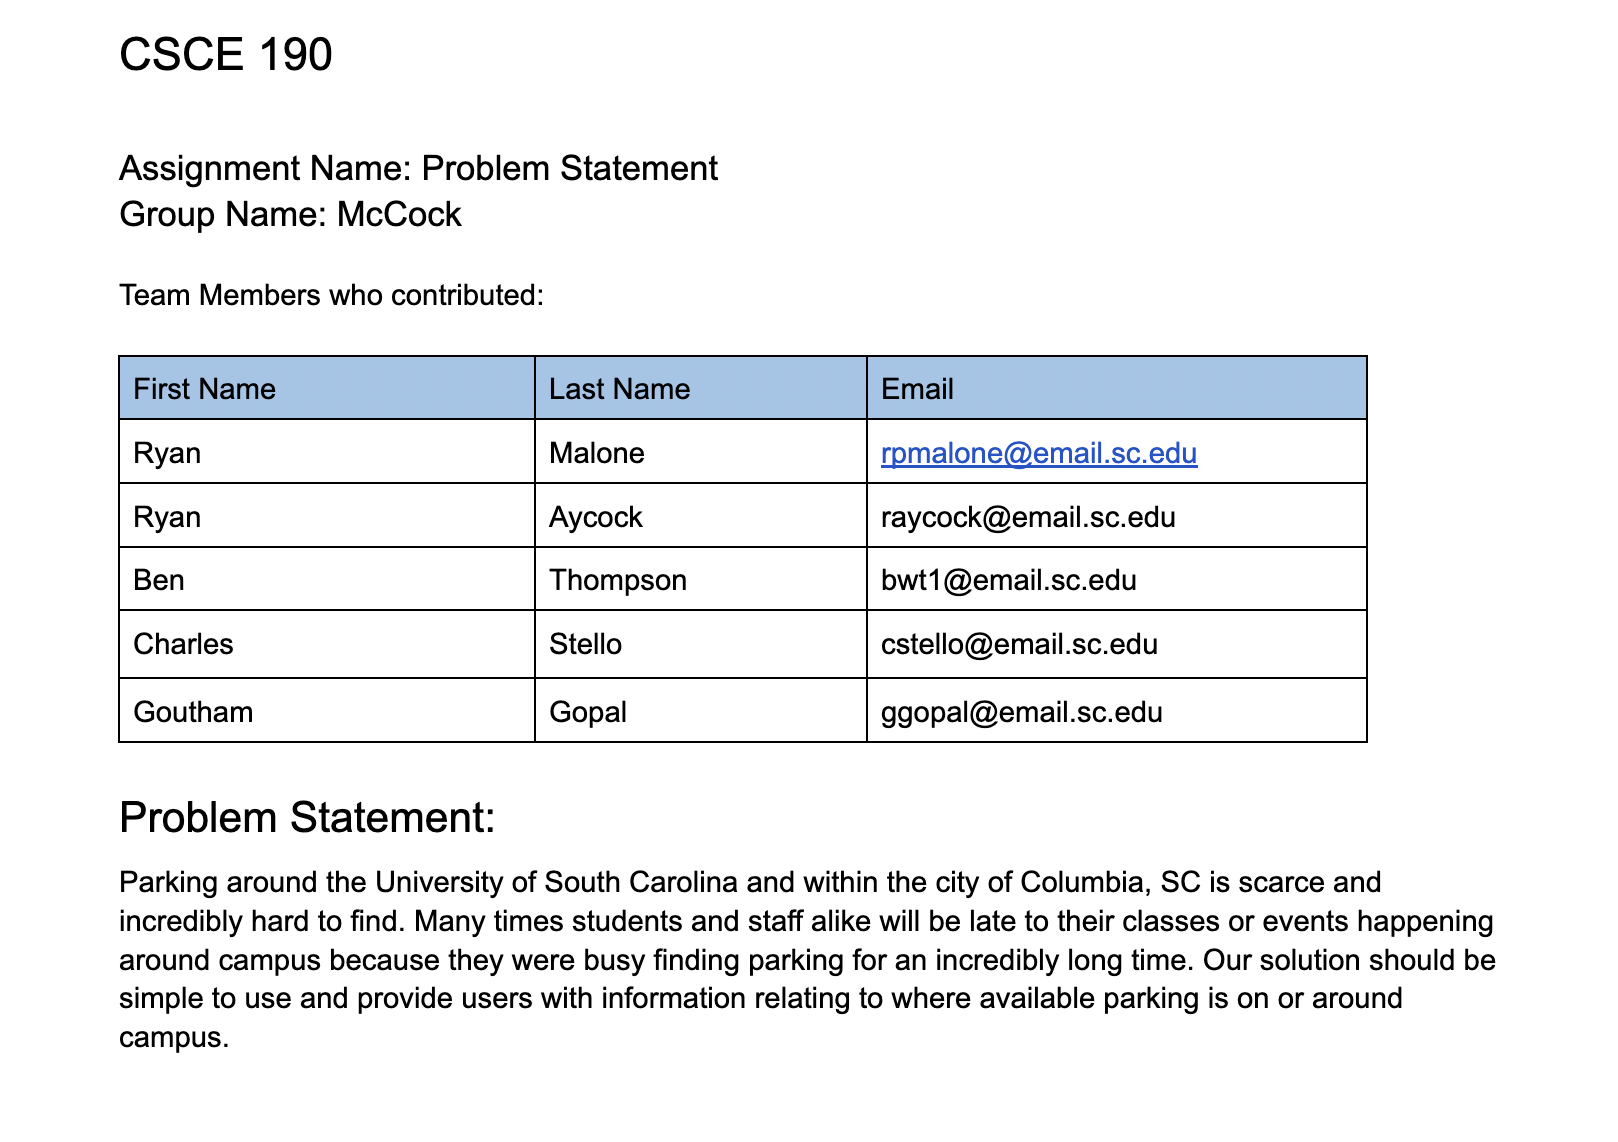 CSCE 190
Assignment Name: Problem Statement
Group Name: McCock
Team Members who contributed:
First Name Last Name Email
Ryan Malone rpmalone@email.sc.edu
Ryan Aycock raycock@email.sc.edu
Ben Thompson bwt1@email.sc.edu
Charles Stello cstello@email.sc.edu
Goutham Gopal ggopal@email.sc.edu
Problem Statement:
Parking around the University of South Carolina and within the city of Columbia, SC is scarce and
incredibly hard to find. Many times students and staff alike will be late to their classes or events happening
around campus because they were busy finding parking for an incredibly long time. Our solution should be
simple to use and provide users with information relating to where available parking is on or around
campus.